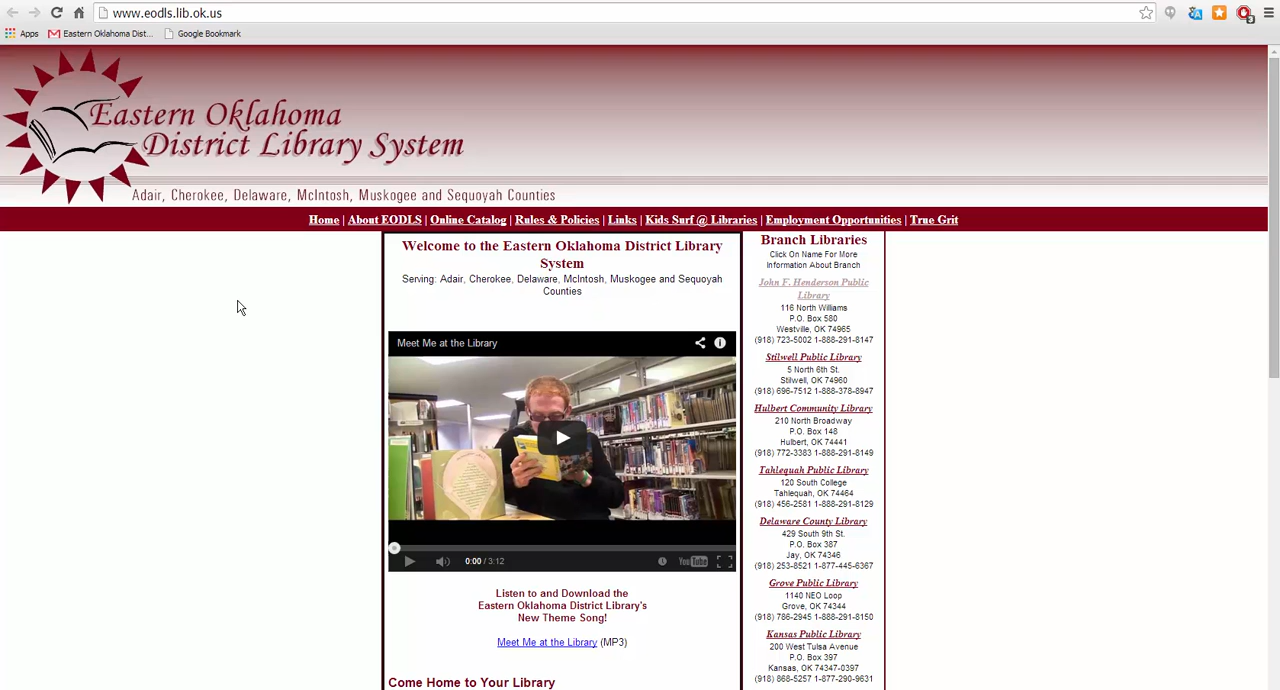 www.eodls.lib.ok.us
Apps
Eastern Oklahoma Dist...
Google Bookmark
3
Eastern Oklahoma
District Library System
Adair, Cherokee, Delaware, McIntosh, Muskogee and Sequoyah Counties
Home | About EODLS | Online Catalog | Rules & Policies | Links | Kids Surf @ Libraries | Employment Opportunities | True Grit
Welcome to the Eastern Oklahoma District Library
System
Serving: Adair, Cherokee, Delaware, McIntosh, Muskogee and Sequoyah
Counties
Meet Me at the Library
0:00 / 3:12
YouTube
Listen to and Download the
Eastern Oklahoma District Library's
New Theme Song!
Meet Me at the Library (MP3)
Come Home to Your Library
Branch Libraries
Click On Name For More
Information About Branch
John F. Henderson Public
Library
116 North Williams
P.O. Box 580
Westville, OK 74965
(918) 723-5002 1-888-291-8147
Stilwell Public Library
5 North 6th St.
Stilwell, OK 74960
(918) 696-7512 1-888-378-8947
Hulbert Community Library
210 North Broadway
P.O. Box 148
Hulbert, OK 74441
(918) 772-3383 1-888-291-8149
Tahlequah Public Library
120 South College
Tahlequah, OK 74464
(918) 456-2581 1-888-291-8129
Delaware County Library
429 South 9th St.
P.O. Box 387
Jay, OK 74346
(918) 253-8521 1-877-445-6367
Grove Public Library
1140 NEO Loop
Grove, OK 74344
(918) 786-2945 1-888-291-8150
Kansas Public Library
200 West Tulsa Avenue
P.O. Box 397
Kansas, OK 74347-0397
(918) 868-5257 1-877-290-9631